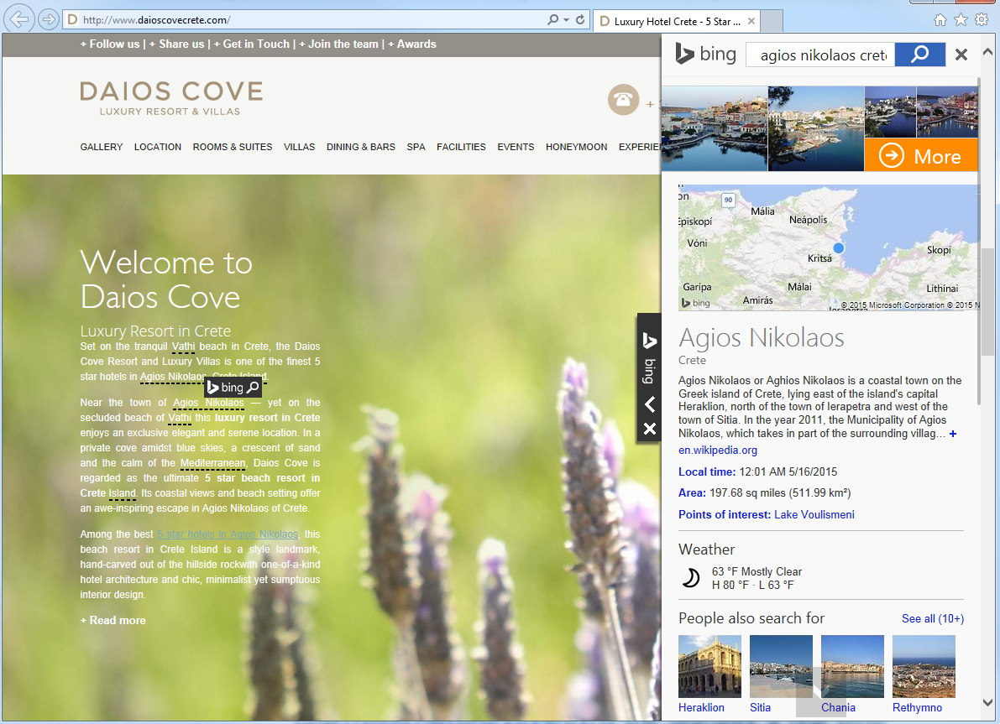 http://www.daioscovecrete.com/
Luxury Hotel Crete - 5 Star ...
+ Follow us | + Share us | + Get in Touch | + Join the team | + Awards
DAIOS COVE
LUXURY RESORT & VILLAS
+
GALLERY LOCATION ROOMS & SUITES VILLAS DINING & BARS SPA FACILITIES EVENTS HONEYMOON EXPERIE
Welcome to
Daios Cove
Luxury Resort in Crete
Set on the tranquil Vathi beach in Crete, the Daios
Cove Resort and Luxury Villas is one of the finest 5
star hotels in Agios Nikolaos, Crete Island.
bing
Near the town of Agios Nikolaos — yet on the
secluded beach of Vathi this luxury resort in Crete
enjoys an exclusive elegant and serene location. In a
private cove amidst blue skies, a crescent of sand
and the calm of the Mediterranean, Daios Cove is
regarded as the ultimate 5 star beach resort in
Crete Island. Its coastal views and beach setting offer
an awe-inspiring escape in Agios Nikolaos of Crete.
Among the best 5 star hotels in Agios Nikolaos, this
beach resort in Crete Island is a style landmark,
hand-carved out of the hillside rockwith one-of-a-kind
hotel architecture and chic, minimalist yet sumptuous
interior design.
+ Read more
bing
bing
agios nikolaos crete
More
on
90
Mália
Neápolis
Episkopí
Vóni
Kritsá
Skopí
Garípa
Málai
Lithínai
Amirás
bing
© 2015 Microsoft Corporation © 2015 N
Ierapetra
Agios Nikolaos
Crete
Agios Nikolaos or Aghios Nikolaos is a coastal town on the
Greek island of Crete, lying east of the island's capital
Heraklion, north of the town of Ierapetra and west of the
town of Sitia. In the year 2011, the Municipality of Agios
Nikolaos, which takes in part of the surrounding villag... +
en.wikipedia.org
Local time: 12:01 AM 5/16/2015
Area: 197.68 sq miles (511.99 km²)
Points of interest: Lake Voulismeni
Weather
63 °F Mostly Clear
H 80 °F · L 63 °F
People also search for
See all (10+)
Heraklion Sitia Chania Rethymno